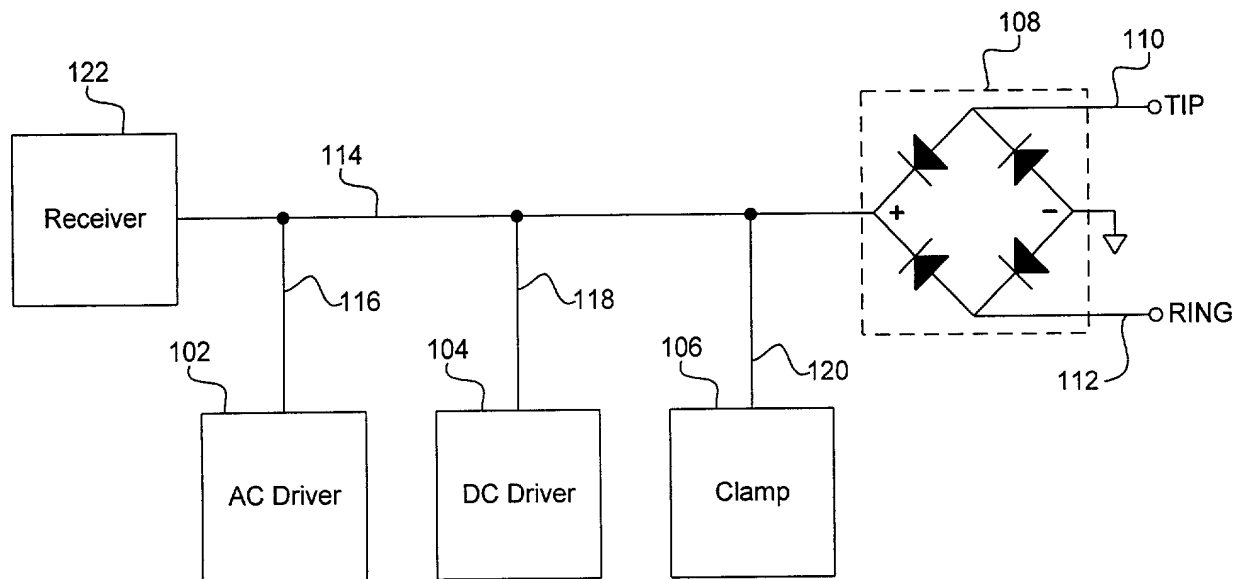 108
110
122
TIP
114
Receiver
+
−
116
118
RING
102
104
106
120
112
AC Driver
DC Driver
Clamp